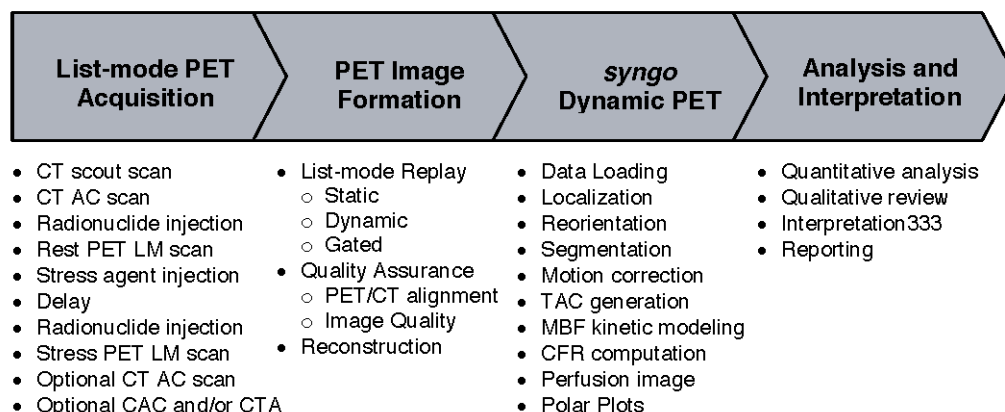 List-mode PET
Acquisition
PET Image
Formation
syngo
Dynamic PET
Analysis and
Interpretation
• CT scout scan
• CT AC scan
• Radionuclide injection
• Rest PET LM scan
• Stress agent injection
• Delay
• Radionuclide injection
• Stress PET LM scan
• Optional CT AC scan
• Optional CAC and/or CTA
• List-mode Replay
o Static
o Dynamic
o Gated
• Quality Assurance
o PET/CT alignment
o Image Quality
• Reconstruction
• Data Loading
• Localization
• Reorientation
• Segmentation
• Motion correction
• TAC generation
• MBF kinetic modeling
• CFR computation
• Perfusion image
• Polar Plots
• Quantitative analysis
• Qualitative review
• Interpretation333
• Reporting